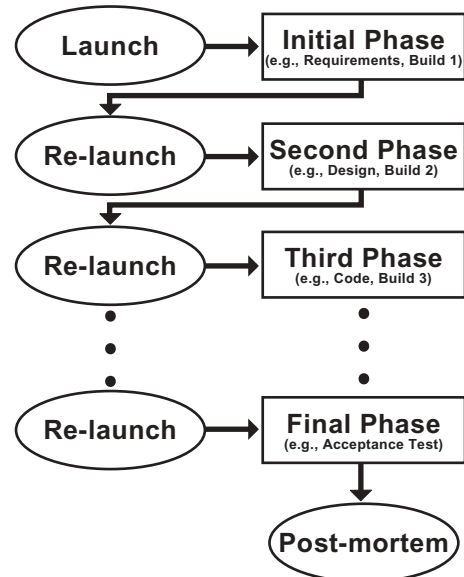 Launch
Initial Phase
(e.g., Requirements, Build 1)
Re-launch
Second Phase
(e.g., Design, Build 2)
Re-launch
Third Phase
(e.g., Code, Build 3)
Re-launch
Final Phase
(e.g., Acceptance Test)
Post-mortem